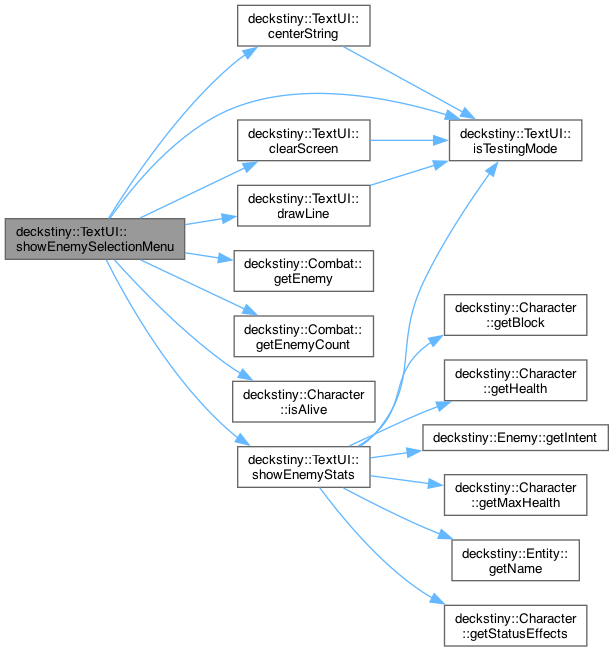 deckstiny::TextUI::
showEnemySelectionMenu
deckstiny::TextUI::
centerString
deckstiny::TextUI::
isTestingMode
deckstiny::TextUI::
clearScreen
deckstiny::TextUI::
drawLine
deckstiny::Combat::
getEnemy
deckstiny::Combat::
getEnemyCount
deckstiny::Character
::isAlive
deckstiny::TextUI::
showEnemyStats
deckstiny::Character
::getBlock
deckstiny::Character
::getHealth
deckstiny::Enemy::getIntent
deckstiny::Character
::getMaxHealth
deckstiny::Entity::
getName
deckstiny::Character
::getStatusEffects